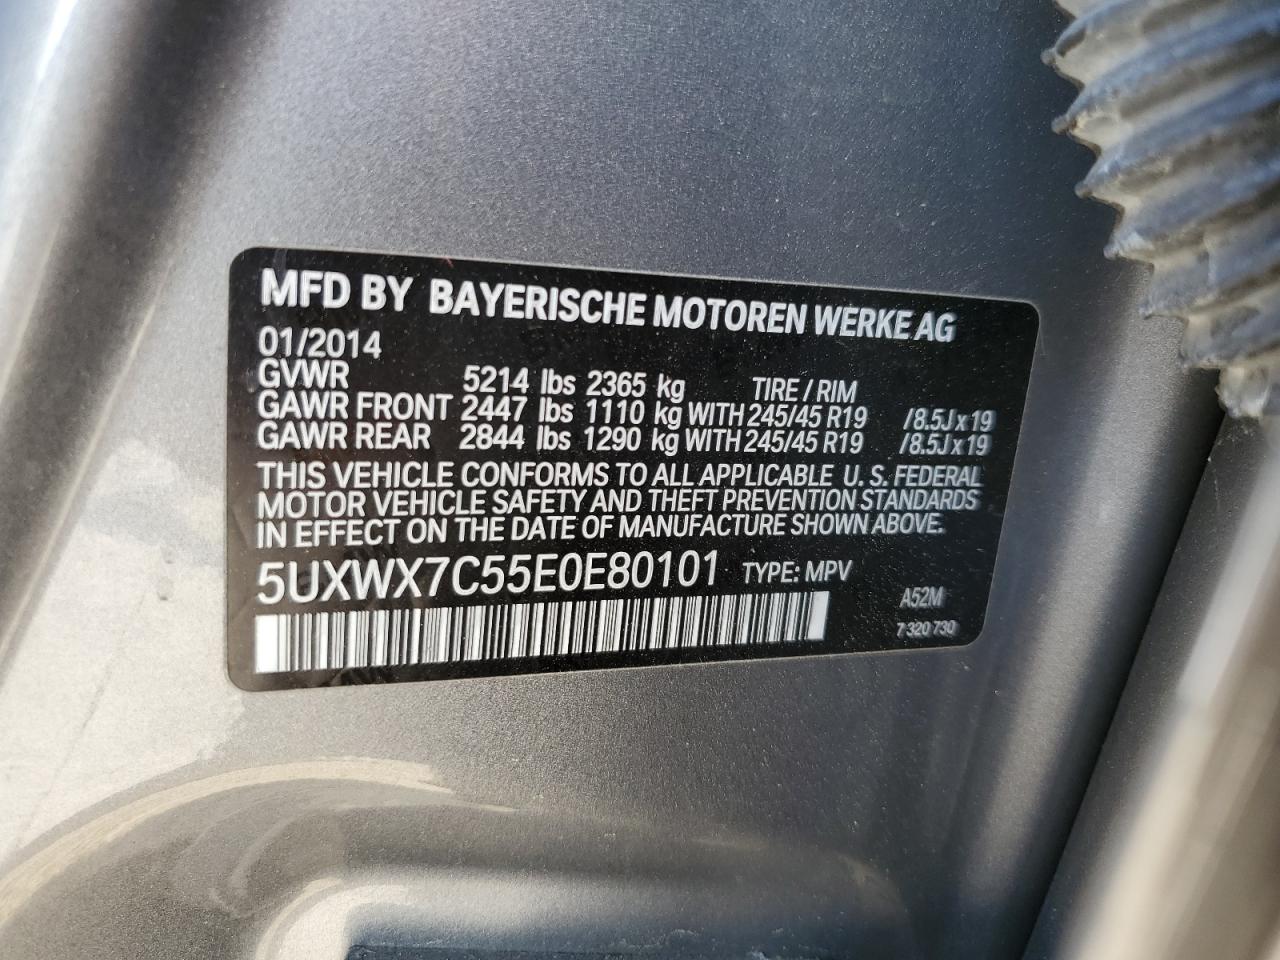 MFD BY BAYERISCHE MOTOREN WERKE AG
01/2014
GVWR 5214 lbs 2365 kg TIRE / RIM
GAWR FRONT 2447 lbs 1110 kg WITH 245/45 R19 /8.5J x 19
GAWR REAR 2844 lbs 1290 kg WITH 245/45 R19 /8.5J x 19
THIS VEHICLE CONFORMS TO ALL APPLICABLE U. S. FEDERAL
MOTOR VEHICLE SAFETY AND THEFT PREVENTION STANDARDS
IN EFFECT ON THE DATE OF MANUFACTURE SHOWN ABOVE.
5UXWX7C55E0E80101 TYPE: MPV
A52M
7 320 730